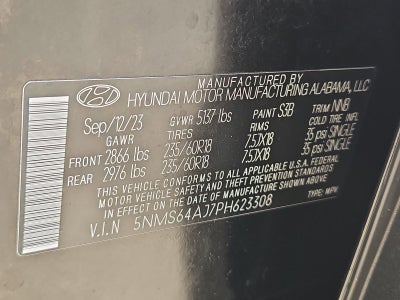 MANUFACTURED BY
HYUNDAI MOTOR MANUFACTURING ALABAMA, LLC
Sep/12/23 GVWR 5137 lbs PAINT S3B TRIM NNB
GAWR TIRES RIMS COLD TIRE INFL
FRONT 2866 lbs 235/60R18 7.5JX18 35 psi SINGLE
REAR 2976 lbs 235/60R18 7.5JX18 35 psi SINGLE
THIS VEHICLE CONFORMS TO ALL APPLICABLE FEDERAL
MOTOR VEHICLE SAFETY AND THEFT PREVENTION STANDARDS
IN EFFECT ON THE DATE OF MANUFACTURE SHOWN ABOVE.
V.I.N 5NMS64AJ7PH623308 TYPE: MPV